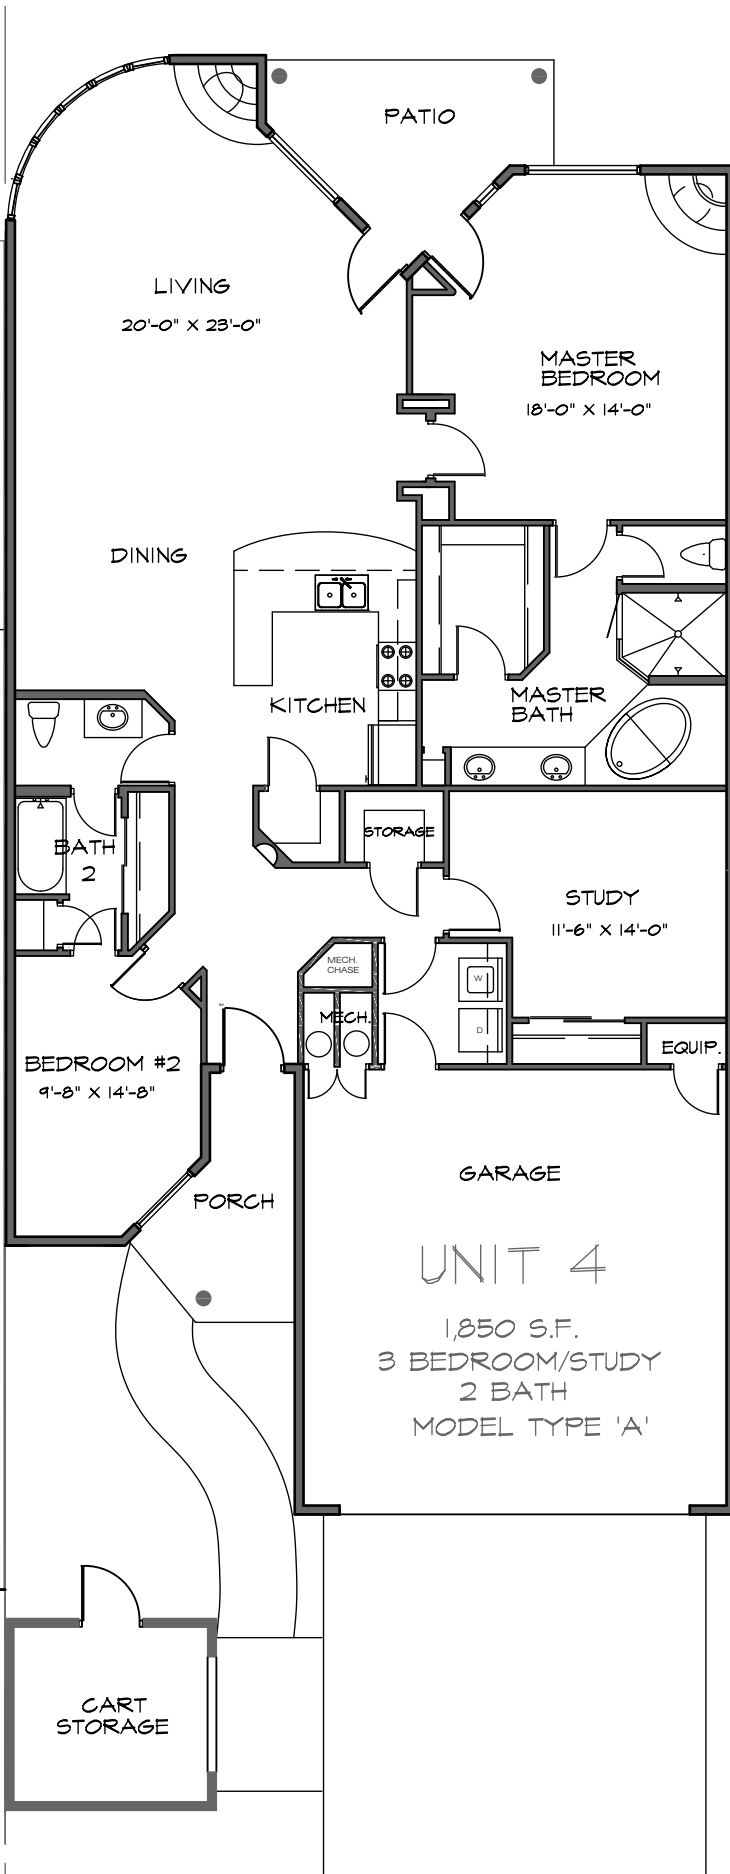 PATIO
LIVING
20'-0" X 23'-0"
MASTER
BEDROOM
18'-0" X 14'-0"
DINING
KITCHEN
MASTER
BATH
STORAGE
BATH
2
STUDY
11'-6" X 14'-0"
MECH.
CHASE
W
MECH.
D
EQUIP.
BEDROOM #2
9'-8" X 14'-8"
GARAGE
PORCH
UNIT 4
1,850 S.F.
3 BEDROOM/STUDY
2 BATH
MODEL TYPE 'A'
CART
STORAGE